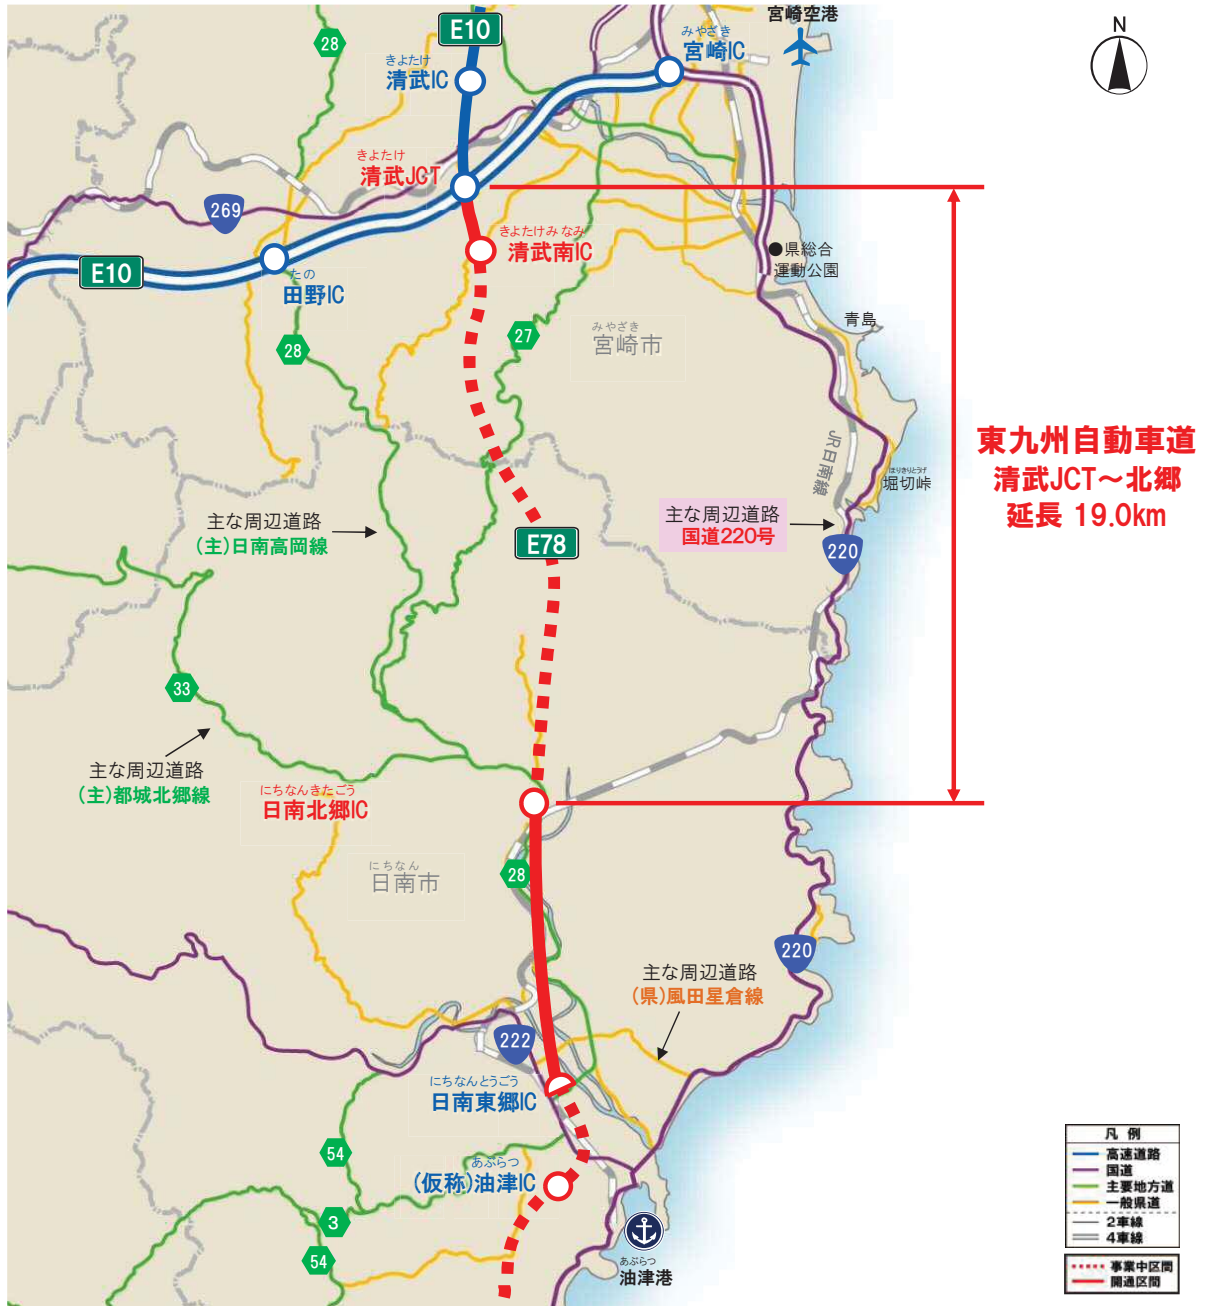 宮崎空港
N
E10
28
みやざき
宮崎IC
きよたけ
清武IC
きよたけ
清武JCT
269
きよたけみなみ
清武南IC
県総合
運動公園
E10
たの
田野IC
青島
27
みやざき
宮崎市
28
東九州自動車道
清武JCT～北郷
延長 19.0km
JR日南線
ほりきりとうげ
堀切峠
主な周辺道路
(主)日南高岡線
主な周辺道路
国道220号
E78
220
33
主な周辺道路
(主)都城北郷線
にちなんきたごう
日南北郷IC
にちなん
日南市
28
220
主な周辺道路
(県)風田星倉線
222
にちなんとうごう
日南東郷IC
54
あぶらつ
(仮称)油津IC
3
54
あぶらつ
油津港
凡 例
高速道路
国道
主要地方道
一般県道
2車線
4車線
事業中区間
開通区間